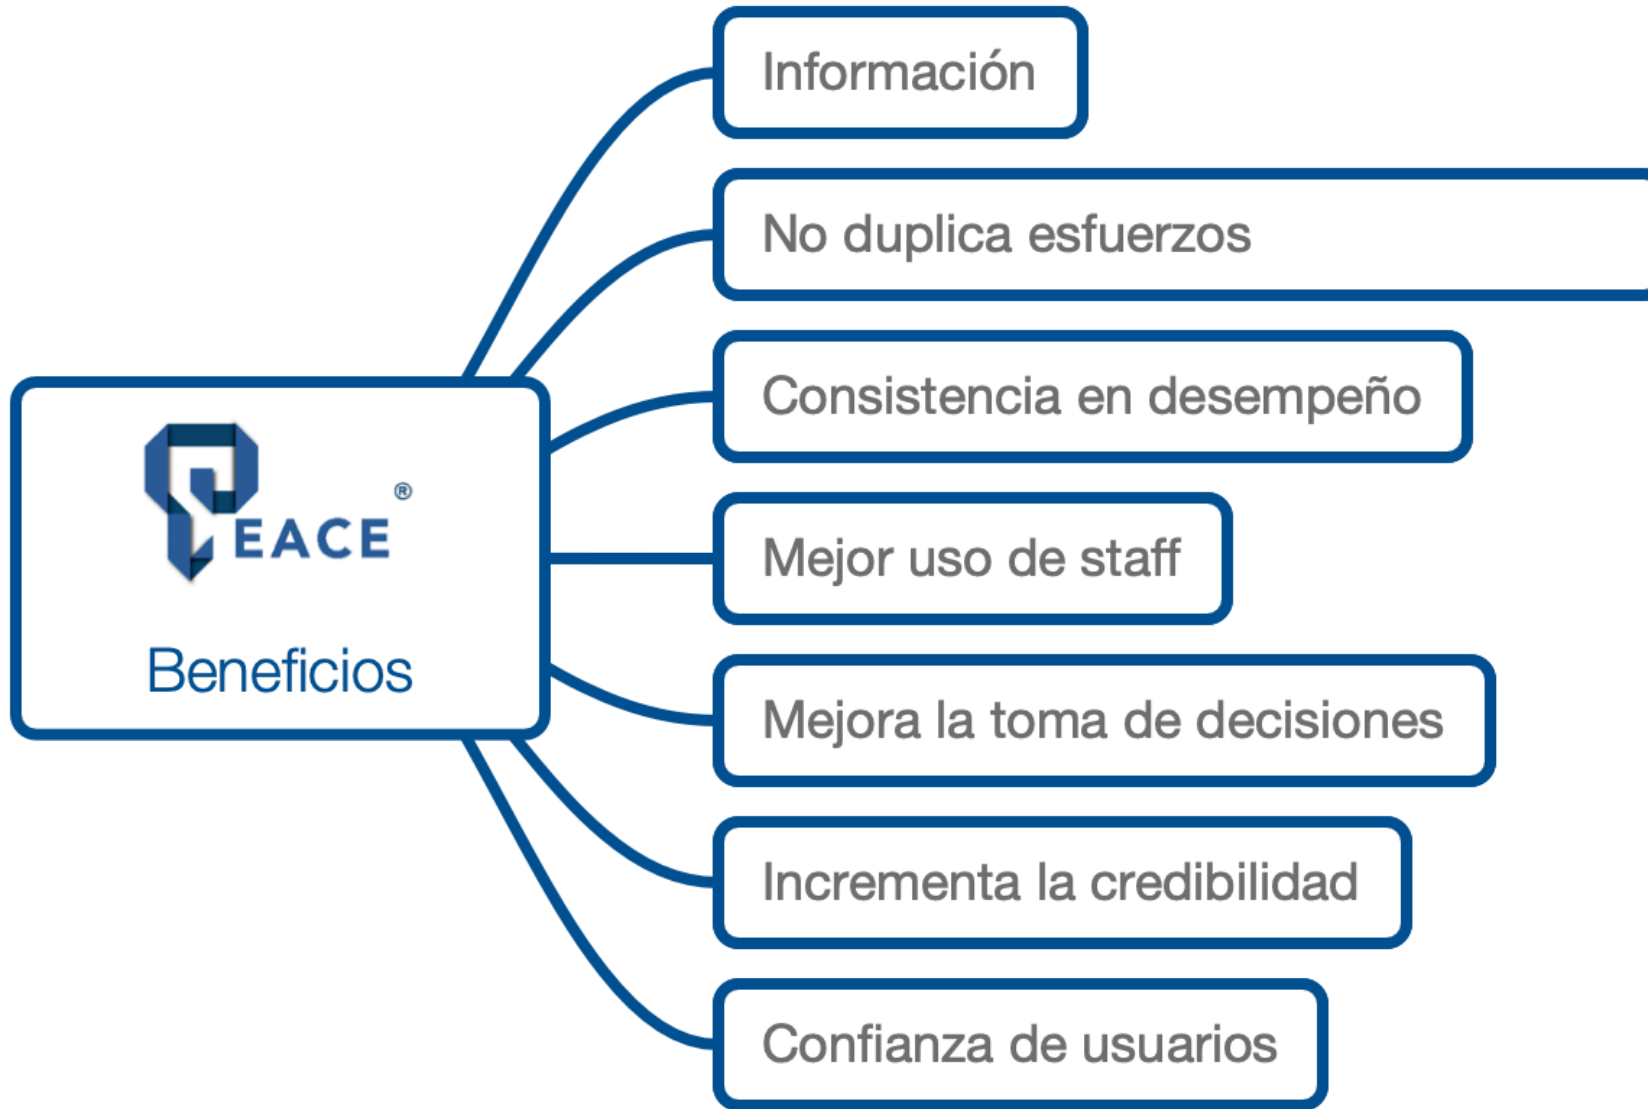 Información
No duplica esfuerzos
Consistencia en desempeño
PEACE®
Mejor uso de staff
Beneficios
Mejora la toma de decisiones
Incrementa la credibilidad
Confianza de usuarios